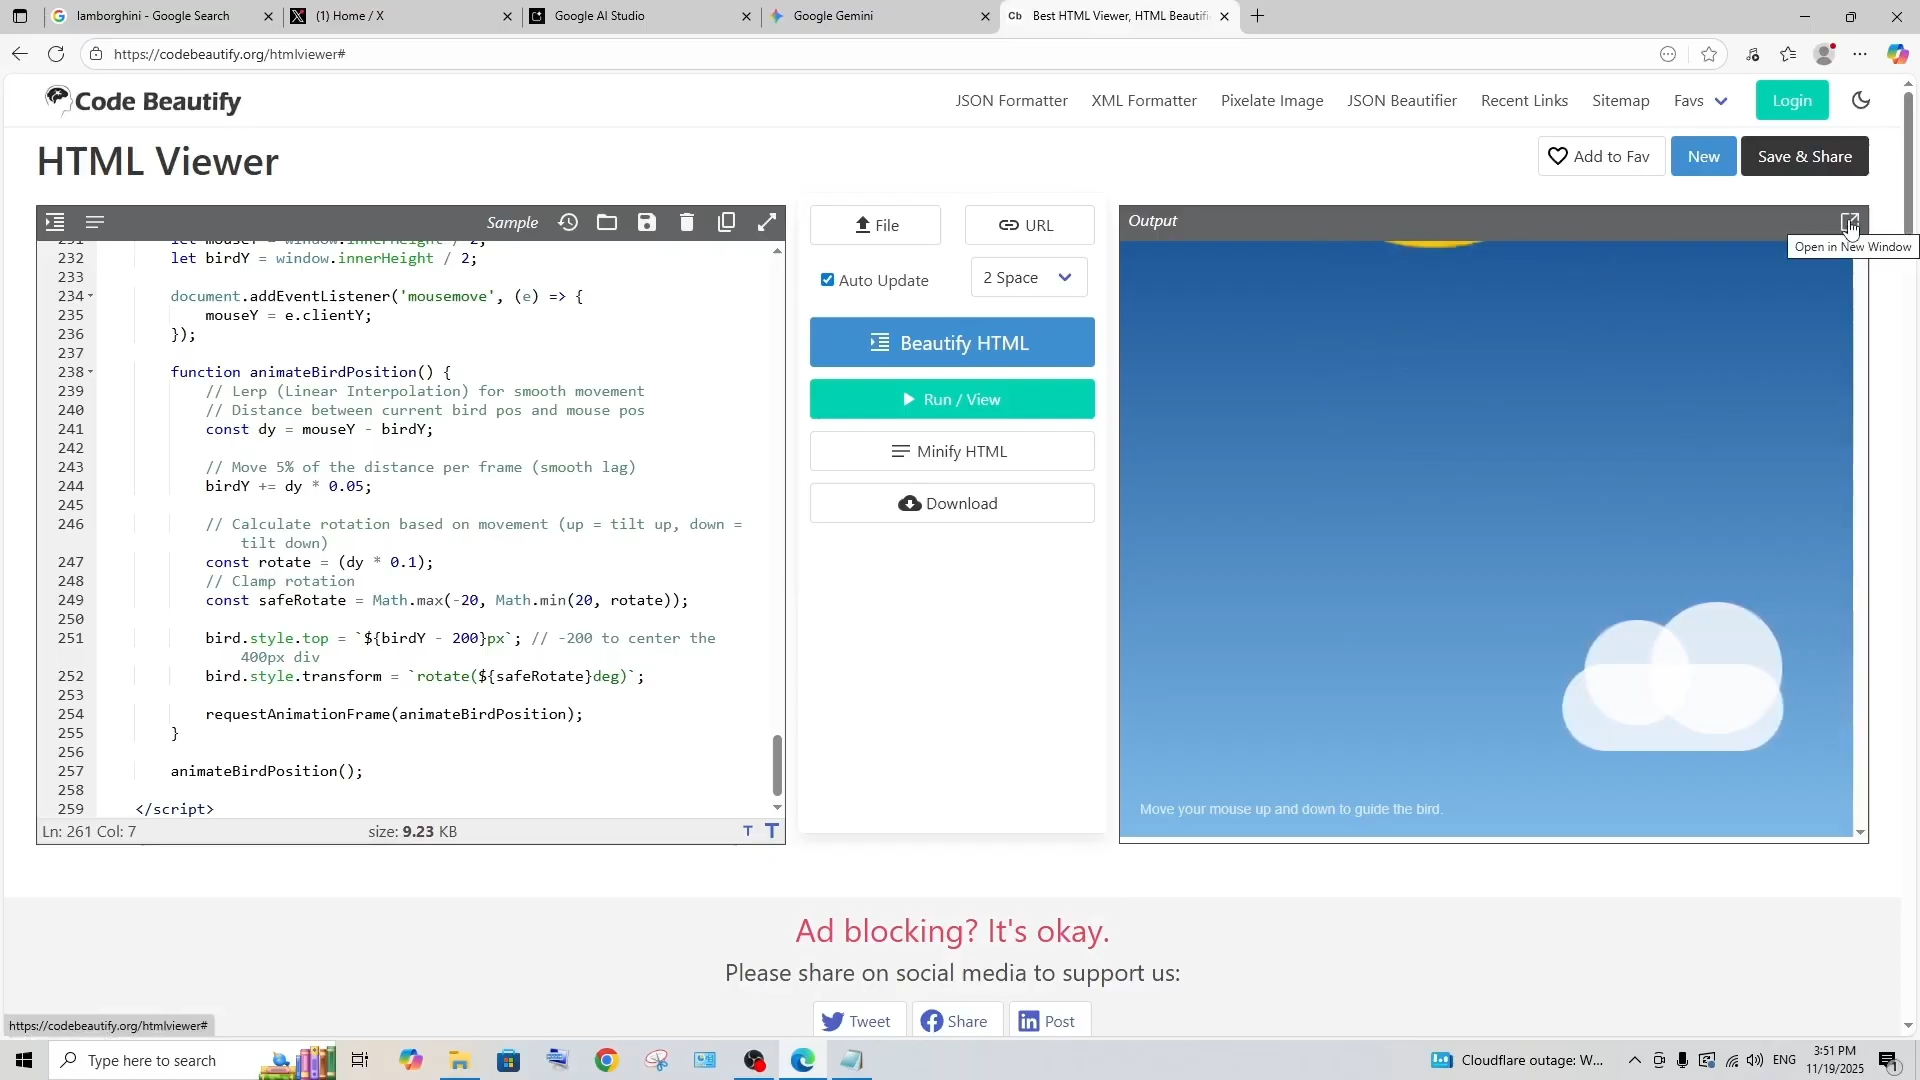 lamborghini - Google Search
(1) Home / X
Google AI Studio
Google Gemini
Cb Best HTML Viewer, HTML Beautifi
https://codebeautify.org/htmlviewer#
Code Beautify
JSON Formatter XML Formatter Pixelate Image JSON Beautifier Recent Links Sitemap Favs Login
HTML Viewer
Add to Fav New Save & Share
Sample
File URL
Auto Update 2 Space
Beautify HTML
Run / View
Minify HTML
Download
Output
Open in New Window
231 let mouseY = window.innerHeight / 2;
232 let birdY = window.innerHeight / 2;
233
234 document.addEventListener('mousemove', (e) => {
235 mouseY = e.clientY;
236 });
237
238 function animateBirdPosition() {
239 // Lerp (Linear Interpolation) for smooth movement
240 // Distance between current bird pos and mouse pos
241 const dy = mouseY - birdY;
242
243 // Move 5% of the distance per frame (smooth lag)
244 birdY += dy * 0.05;
245
246 // Calculate rotation based on movement (up = tilt up, down =
tilt down)
247 const rotate = (dy * 0.1);
248 // Clamp rotation
249 const safeRotate = Math.max(-20, Math.min(20, rotate));
250
251 bird.style.top = `${birdY - 200}px`; // -200 to center the
400px div
252 bird.style.transform = `rotate(${safeRotate}deg)`;
253
254 requestAnimationFrame(animateBirdPosition);
255 }
256
257 animateBirdPosition();
258
259 </script>
Ln: 261 Col: 7 size: 9.23 KB T T
Move your mouse up and down to guide the bird.
Ad blocking? It's okay.
Please share on social media to support us:
Tweet Share Post
https://codebeautify.org/htmlviewer#
Type here to search
Cloudflare outage: W...
ENG
3:51 PM
11/19/2025
1